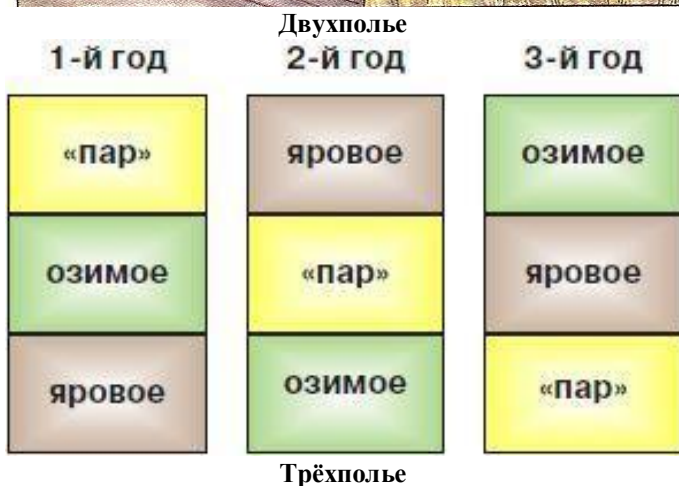 Двухполье
1-й год 2-й год 3-й год
«пар» яровое озимое
озимое «пар» яровое
яровое озимое «пар»
Трёхполье